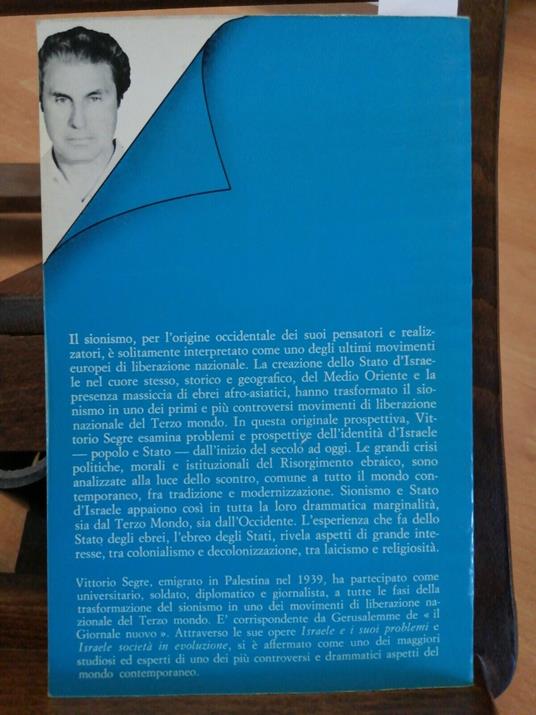 Il sionismo, per l'origine occidentale dei suoi pensatori e realiz-
zatori, è solitamente interpretato come uno degli ultimi movimenti
europei di liberazione nazionale. La creazione dello Stato d'Israe-
le nel cuore stesso, storico e geografico, del Medio Oriente e la
presenza massiccia di ebrei afro-asiatici, hanno trasformato il sio-
nismo in uno dei primi e più controversi movimenti di liberazione
nazionale del Terzo mondo. In questa originale prospettiva, Vit-
torio Segre esamina problemi e prospettive dell'identità d'Israele
— popolo e Stato — dall'inizio del secolo ad oggi. Le grandi crisi
politiche, morali e istituzionali del Risorgimento ebraico, sono
analizzate alla luce dello scontro, comune a tutto il mondo con-
temporaneo, fra tradizione e modernizzazione. Sionismo e Stato
d'Israele appaiono così in tutta la loro drammatica marginalità,
sia dal Terzo Mondo, sia dall'Occidente. L'esperienza che fa dello
Stato degli ebrei, l'ebreo degli Stati, rivela aspetti di grande inte-
resse, tra colonialismo e decolonizzazione, tra laicismo e religiosità.
Vittorio Segre, emigrato in Palestina nel 1939, ha partecipato come
universitario, soldato, diplomatico e giornalista, a tutte le fasi della
trasformazione del sionismo in uno dei movimenti di liberazione na-
zionale del Terzo mondo. E' corrispondente da Gerusalemme de « il
Giornale nuovo ». Attraverso le sue opere Israele e i suoi problemi e
Israele società in evoluzione, si è affermato come uno dei maggiori
studiosi ed esperti di uno dei più controversi e drammatici aspetti del
mondo contemporaneo.